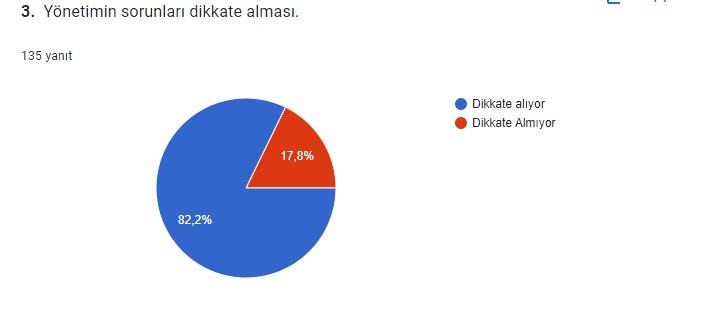 3. Yönetimin sorunları dikkate alması.
135 yanıt
Dikkate alıyor
Dikkate Almıyor
17,8%
82,2%